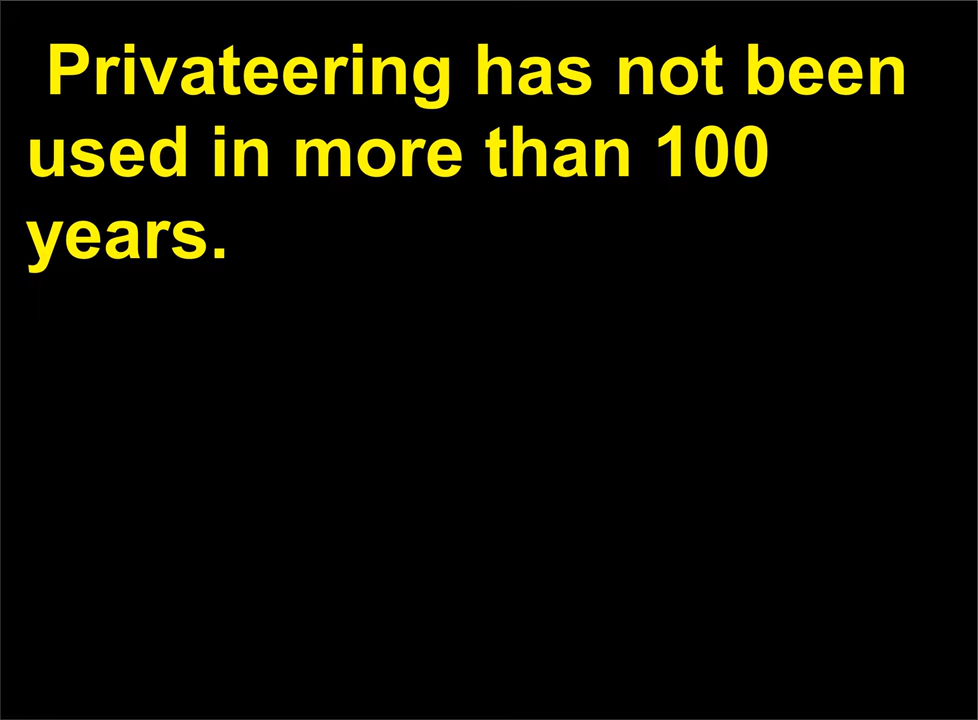 Privateering has not been
used in more than 100
years.